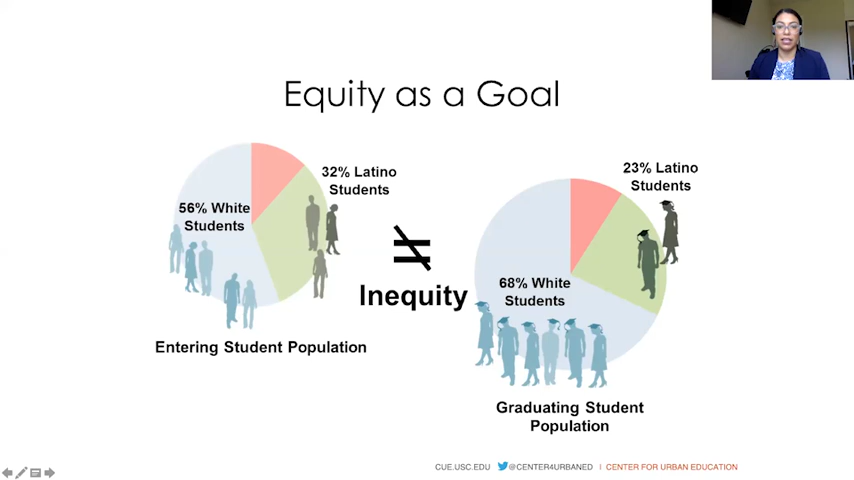 Equity as a Goal
32% Latino
Students
56% White
Students
Entering Student Population
≠
Inequity
23% Latino
Students
68% White
Students
Graduating Student
Population
CUE.USC.EDU @CENTER4URBANED I CENTER FOR URBAN EDUCATION